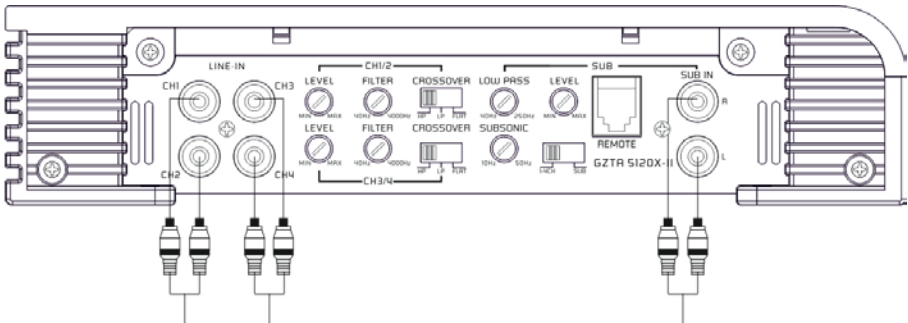 LINE-IN
CH1 CH3
CH2 CH4
CH1/2
LEVEL FILTER CROSSOVER
MIN MAX 40Hz 4000Hz HP LP FLAT
LEVEL FILTER CROSSOVER
MIN MAX 40Hz 4000Hz HP LP FLAT
CH3/4
SUB
LOW PASS LEVEL SUB IN
40Hz 250Hz MIN MAX R
SUBSONIC REMOTE L
10Hz 50Hz 1-4CH SUB
GZTA 5120X-II